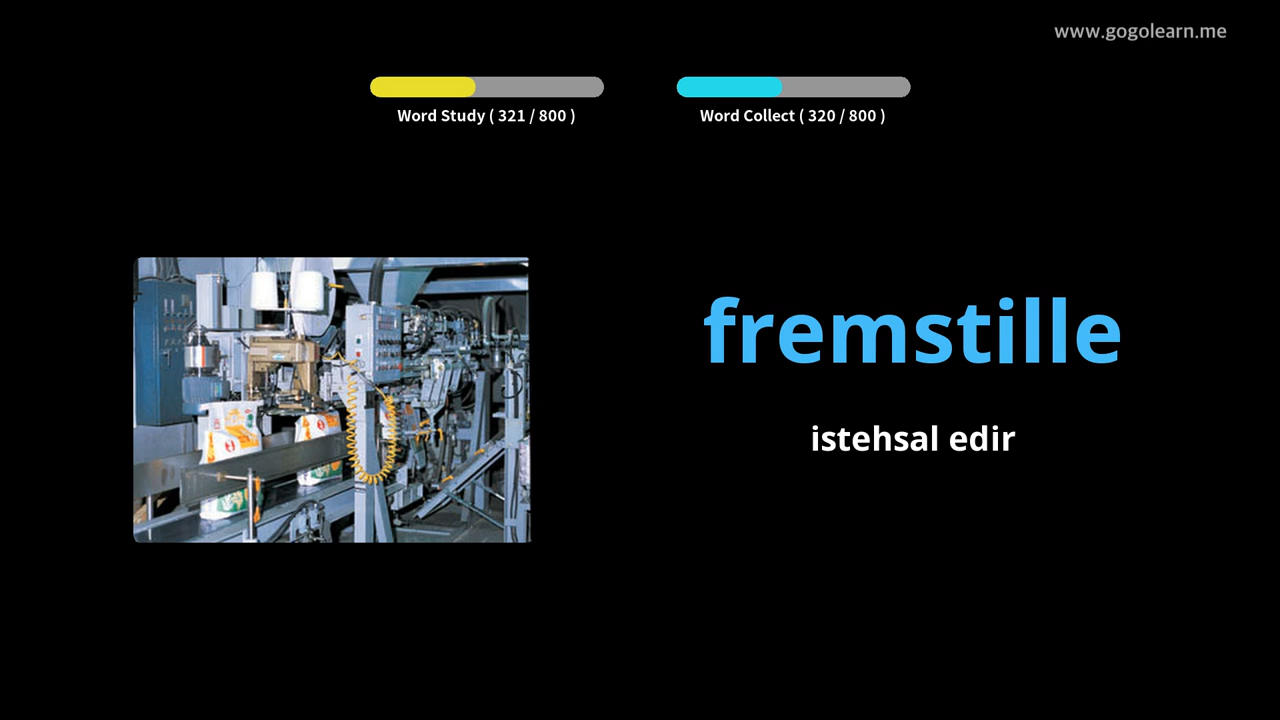 www.gogolearn.me
Word Study ( 321 / 800 )
Word Collect ( 320 / 800 )
fremstille
istehsal edir